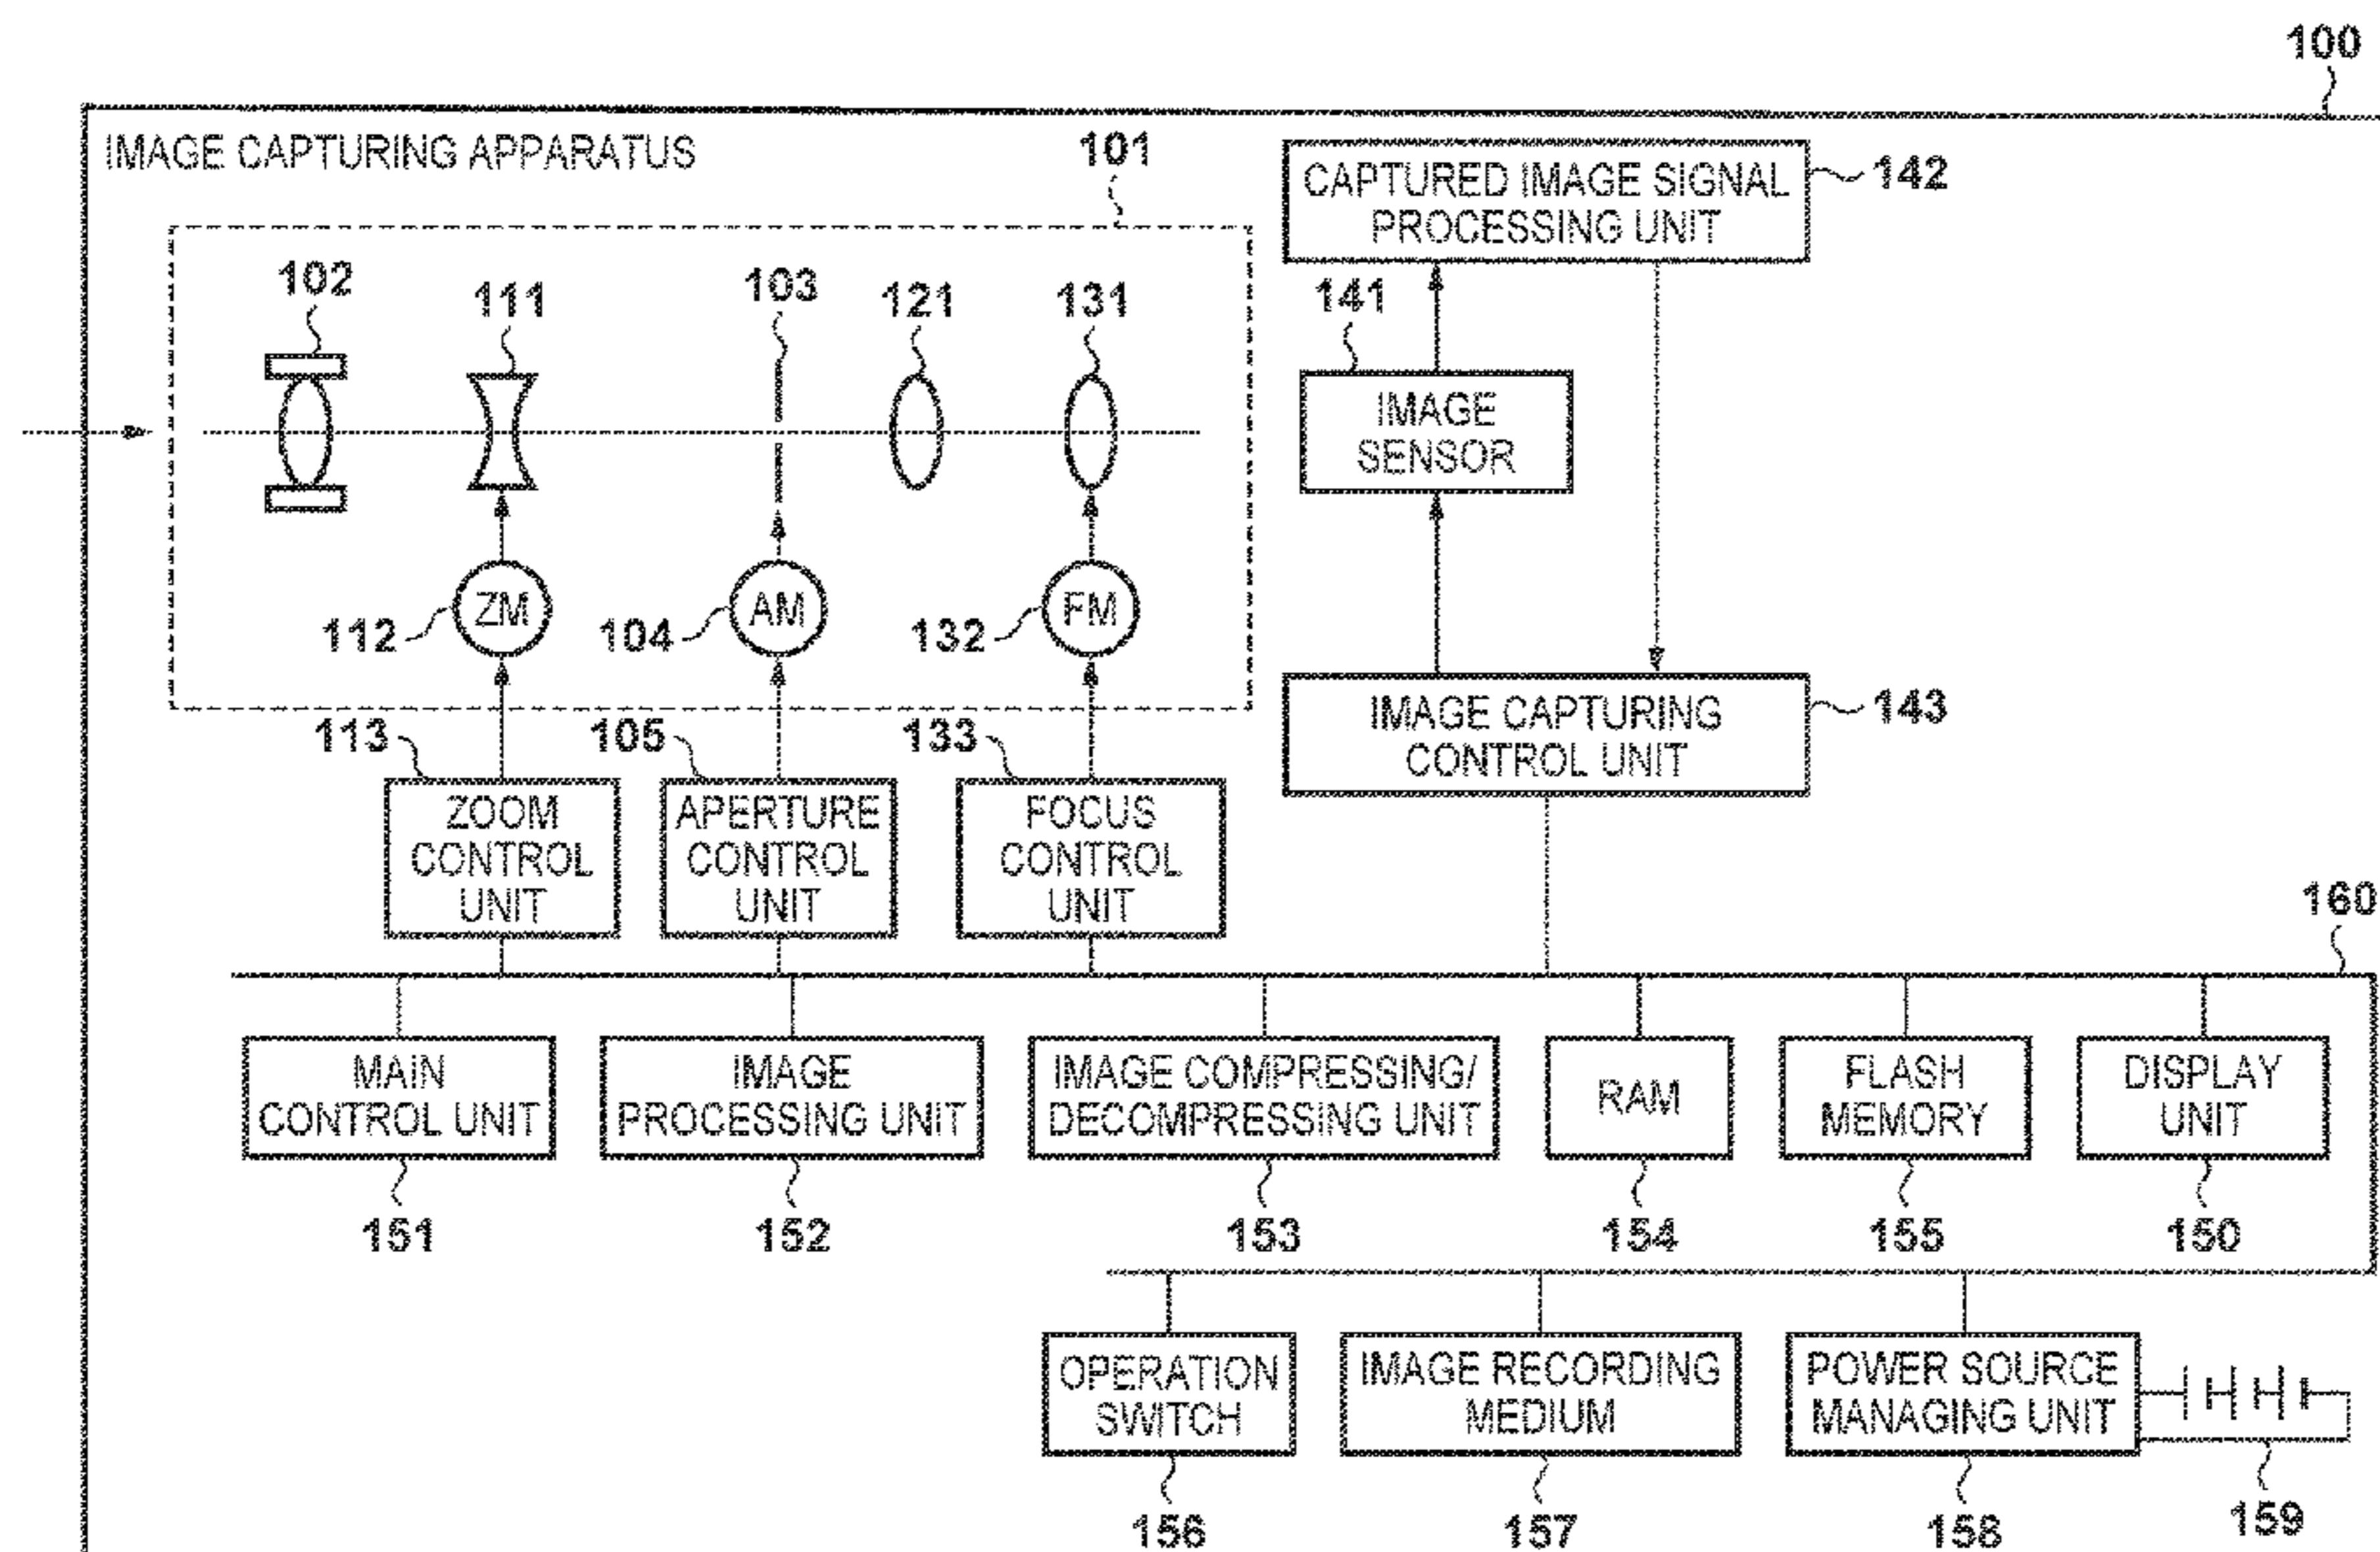 100
IMAGE CAPTURING APPARATUS
101
CAPTURED IMAGE SIGNAL
PROCESSING UNIT
142
102
111
103
121
131
141
IMAGE
SENSOR
ZM
AM
FM
112
104
132
IMAGE CAPTURING
CONTROL UNIT
143
113
105
133
ZOOM
CONTROL
UNIT
APERTURE
CONTROL
UNIT
FOCUS
CONTROL
UNIT
160
MAIN
CONTROL UNIT
IMAGE
PROCESSING UNIT
IMAGE COMPRESSING/
DECOMPRESSING UNIT
RAM
FLASH
MEMORY
DISPLAY
UNIT
151
152
153
154
155
150
OPERATION
SWITCH
IMAGE RECORDING
MEDIUM
POWER SOURCE
MANAGING UNIT
156
157
158
159